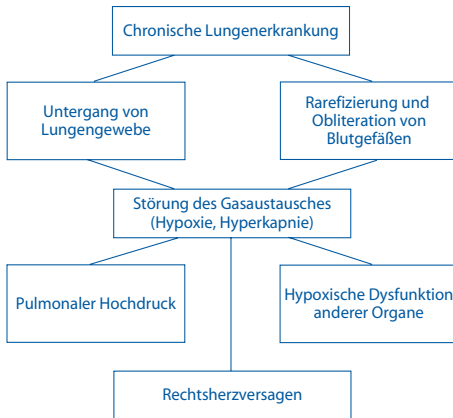 Chronische Lungenerkrankung
Untergang von
Lungengewebe
Rarefizierung und
Obliteration von
Blutgefäßen
Störung des Gasaustausches
(Hypoxie, Hyperkapnie)
Pulmonaler Hochdruck
Hypoxische Dysfunktion
anderer Organe
Rechtsherzversagen